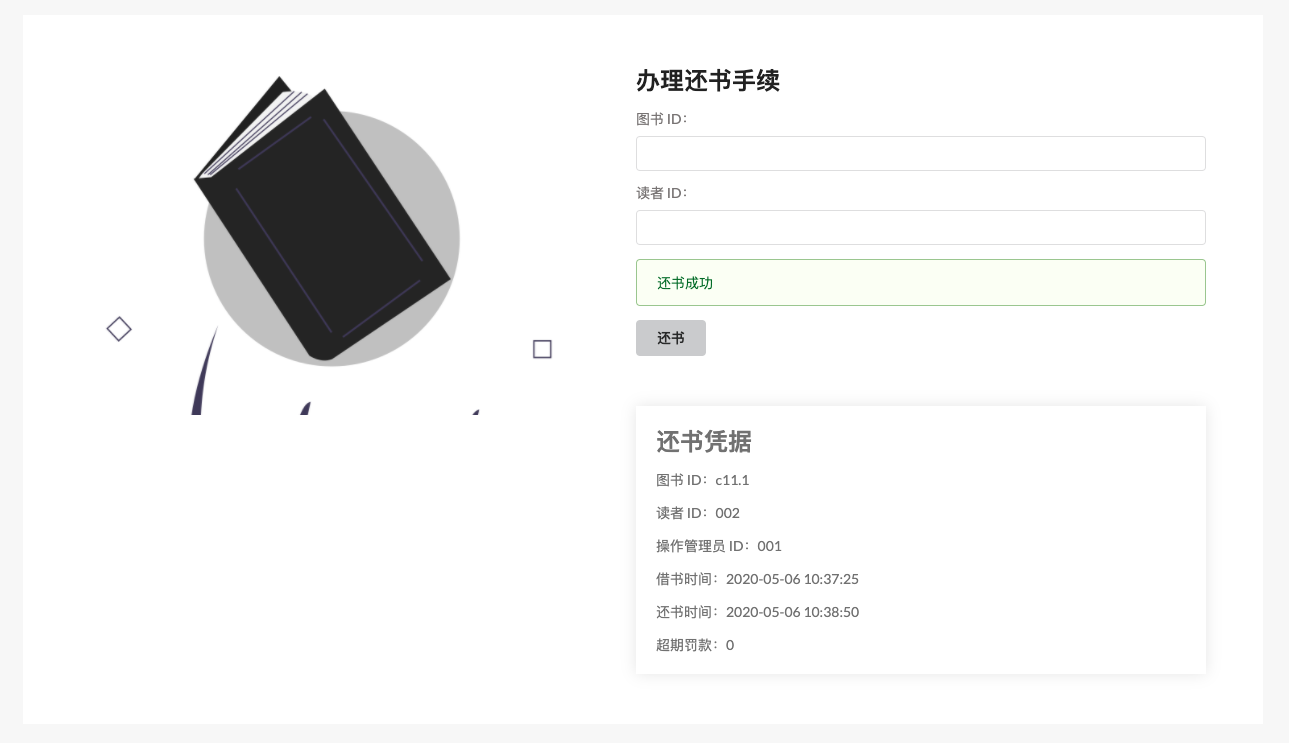 办理还书手续
图书 ID：
读者 ID：
还书成功
还书
还书凭据
图书 ID：c11.1
读者 ID：002
操作管理员 ID：001
借书时间：2020-05-06 10:37:25
还书时间：2020-05-06 10:38:50
超期罚款：0